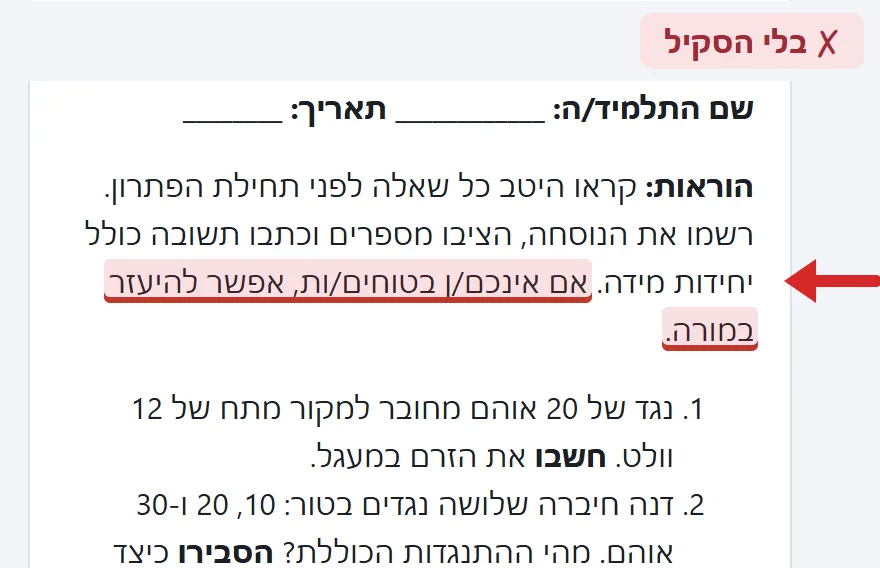 ✗ בלי הסקיל
שם התלמיד/ה: ____________ תאריך: ________
הוראות: קראו היטב כל שאלה לפני תחילת הפתרון.
רשמו את הנוסחה, הציבו מספרים וכתבו תשובה כולל
יחידות מידה. אם אינכם/ן בטוחים/ות, אפשר להיעזר
במורה.
1. נגד של 20 אוהם מחובר למקור מתח של 12
וולט. חשבו את הזרם במעגל.
2. דנה חיברה שלושה נגדים בטור: 10, 20 ו-30
אוהם. מהי ההתנגדות הכוללת? הסבירו כיצד